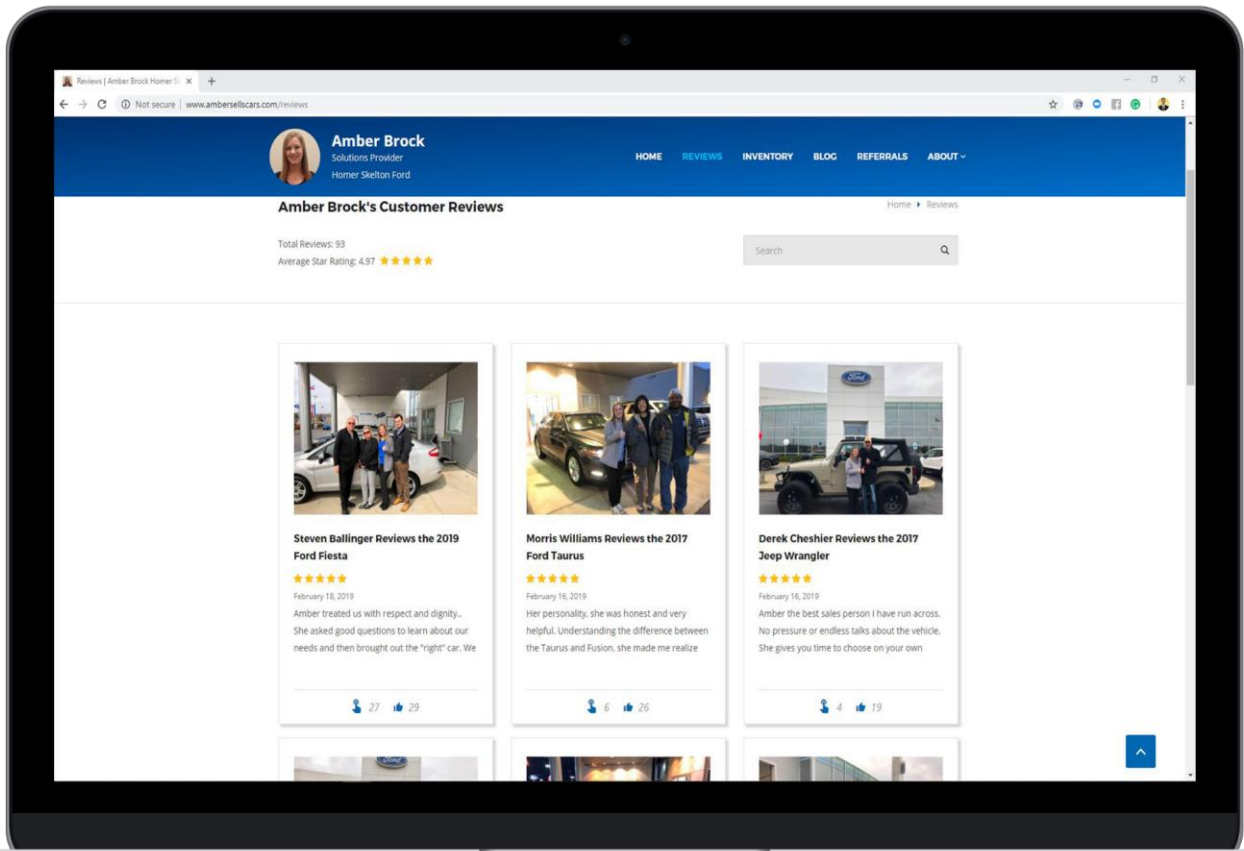 Reviews | Amber Brock Homer
Not secure | www.ambersellscars.com/reviews
Amber Brock
Solutions Provider
Homer Skelton Ford
HOME REVIEWS INVENTORY BLOG REFERRALS ABOUT
Amber Brock's Customer Reviews
Home Reviews
Total Reviews: 93
Average Star Rating: 4.97
Search
Ford
Steven Ballinger Reviews the 2019
Ford Fiesta
February 18, 2019
Amber treated us with respect and dignity..
She asked good questions to learn about our
needs and then brought out the "right" car. We
27 29
Morris Williams Reviews the 2017
Ford Taurus
February 16, 2019
Her personality, she was honest and very
helpful. Understanding the difference between
the Taurus and Fusion, she made me realize
6 26
Derek Cheshier Reviews the 2017
Jeep Wrangler
February 16, 2019
Amber the best sales person I have run across.
No pressure or endless talks about the vehicle.
She gives you time to choose on your own
4 19
Ford